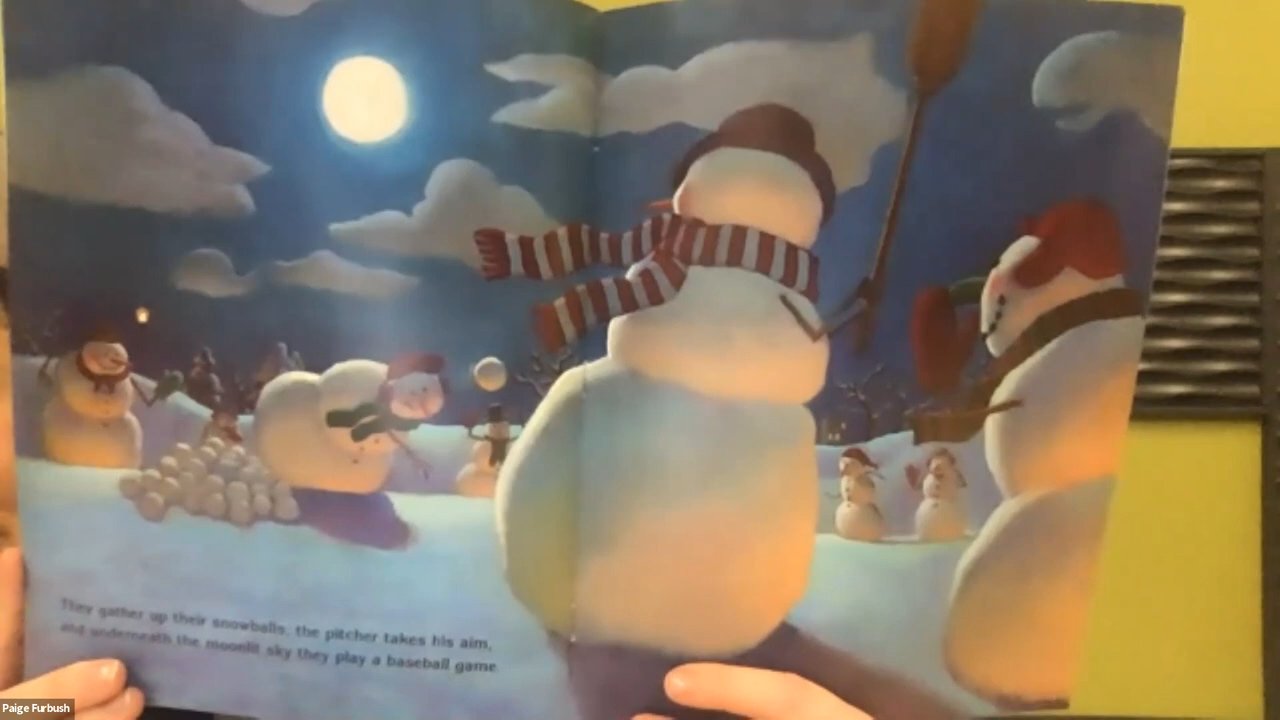 They gather up their snowballs, the pitcher takes his aim,
and underneath the moonlit sky they play a baseball game
Paige Furbush